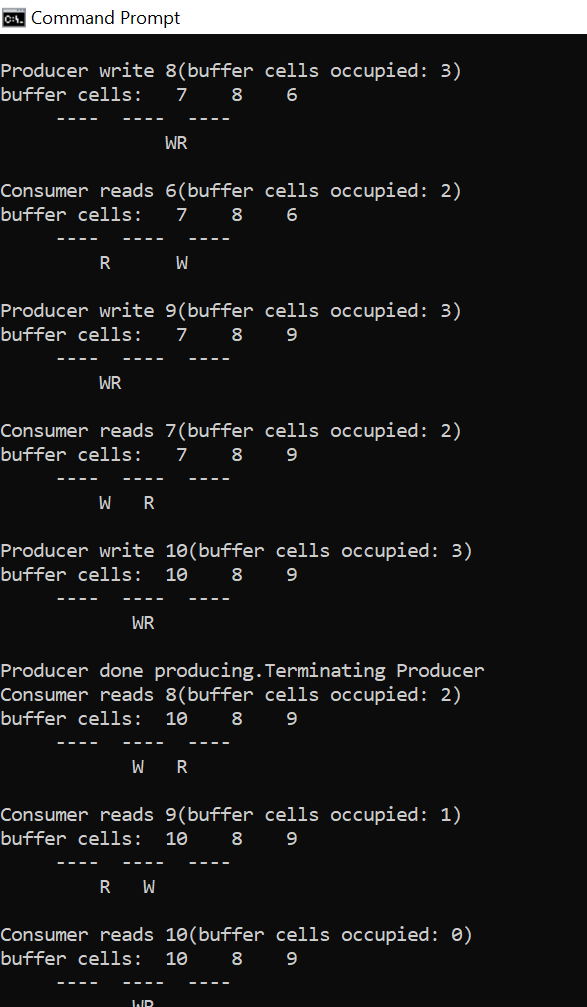 Command Prompt
Producer write 8(buffer cells occupied: 3)
buffer cells:   7    8    6
     ----  ----  ----
               WR
Consumer reads 6(buffer cells occupied: 2)
buffer cells:   7    8    6
     ----  ----  ----
         R      W
Producer write 9(buffer cells occupied: 3)
buffer cells:   7    8    9
     ----  ----  ----
         WR
Consumer reads 7(buffer cells occupied: 2)
buffer cells:   7    8    9
     ----  ----  ----
         W   R
Producer write 10(buffer cells occupied: 3)
buffer cells:  10    8    9
     ----  ----  ----
            WR
Producer done producing.Terminating Producer
Consumer reads 8(buffer cells occupied: 2)
buffer cells:  10    8    9
     ----  ----  ----
            W   R
Consumer reads 9(buffer cells occupied: 1)
buffer cells:  10    8    9
     ----  ----  ----
         R   W
Consumer reads 10(buffer cells occupied: 0)
buffer cells:  10    8    9
     ----  ----  ----
            WR